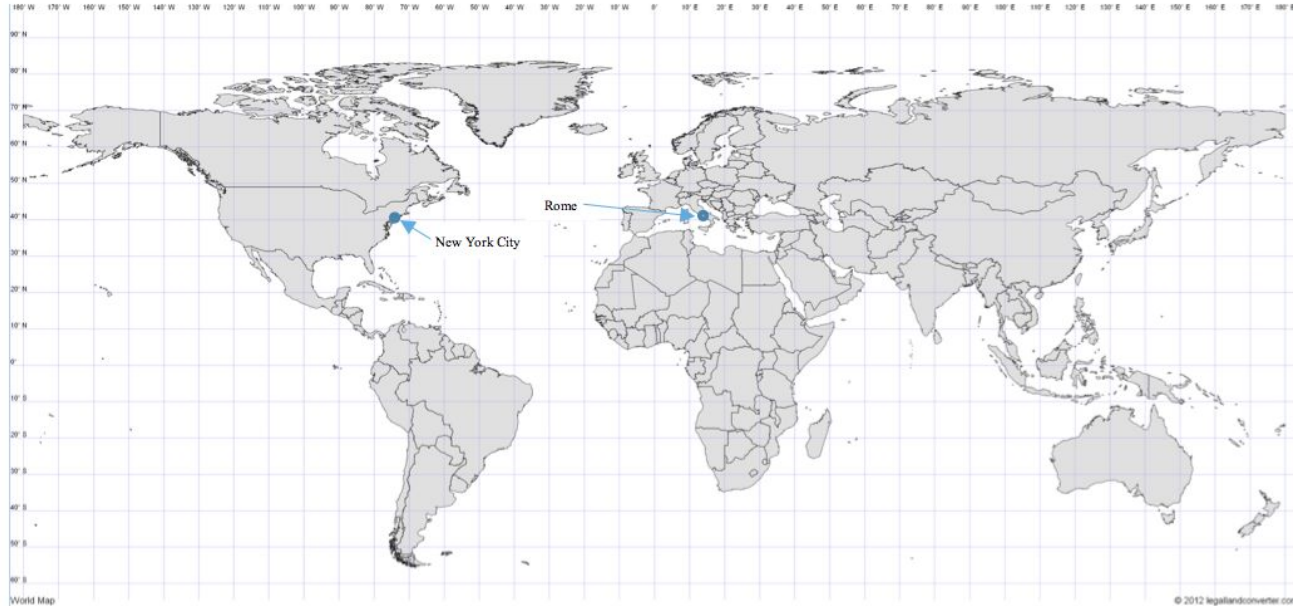 180° W 170° W 160° W 150° W 140° W 130° W 120° W 110° W 100° W 90° W 80° W 70° W 60° W 50° W 40° W 30° W 20° W 10° W 0° 10° E 20° E 30° E 40° E 50° E 60° E 70° E 80° E 90° E 100° E 110° E 120° E 130° E 140° E 150° E 160° E 170° E 180° E
90° N
80° N
70° N
60° N
50° N
Rome
40° N
New York City
30° N
20° N
10° N
0°
10° S
20° S
30° S
40° S
50° S
60° S
World Map
© 2012 legallandconverter.com